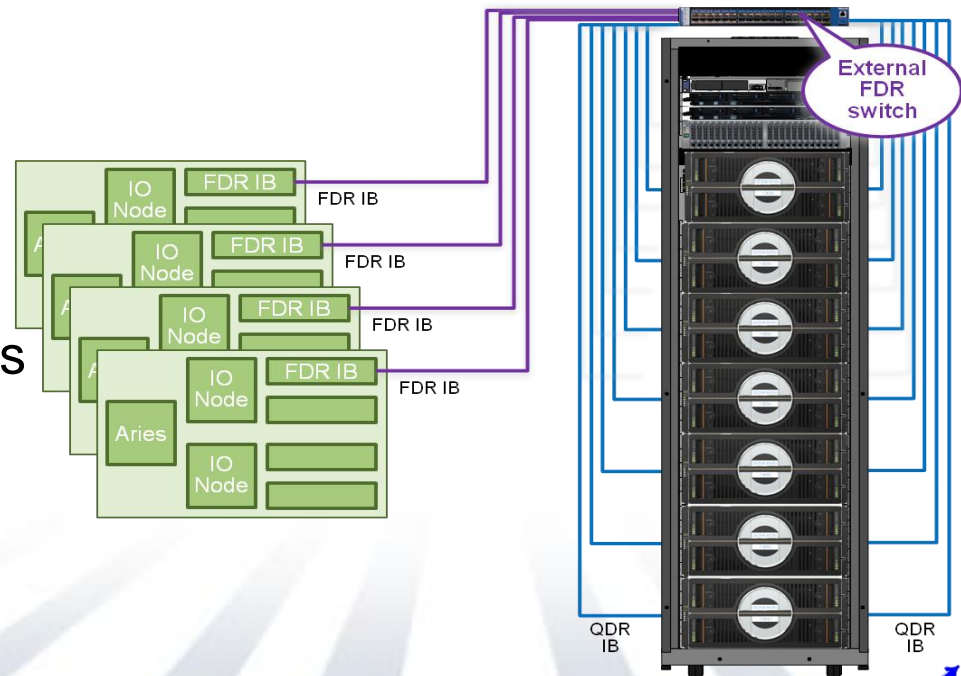 External
FDR
switch
IO
Node
FDR IB
FDR IB
A
IO
Node
FDR IB
FDR IB
A
IO
Node
FDR IB
FDR IB
s
A
IO
Node
FDR IB
FDR IB
Aries
IO
Node
QDR
IB
QDR
IB